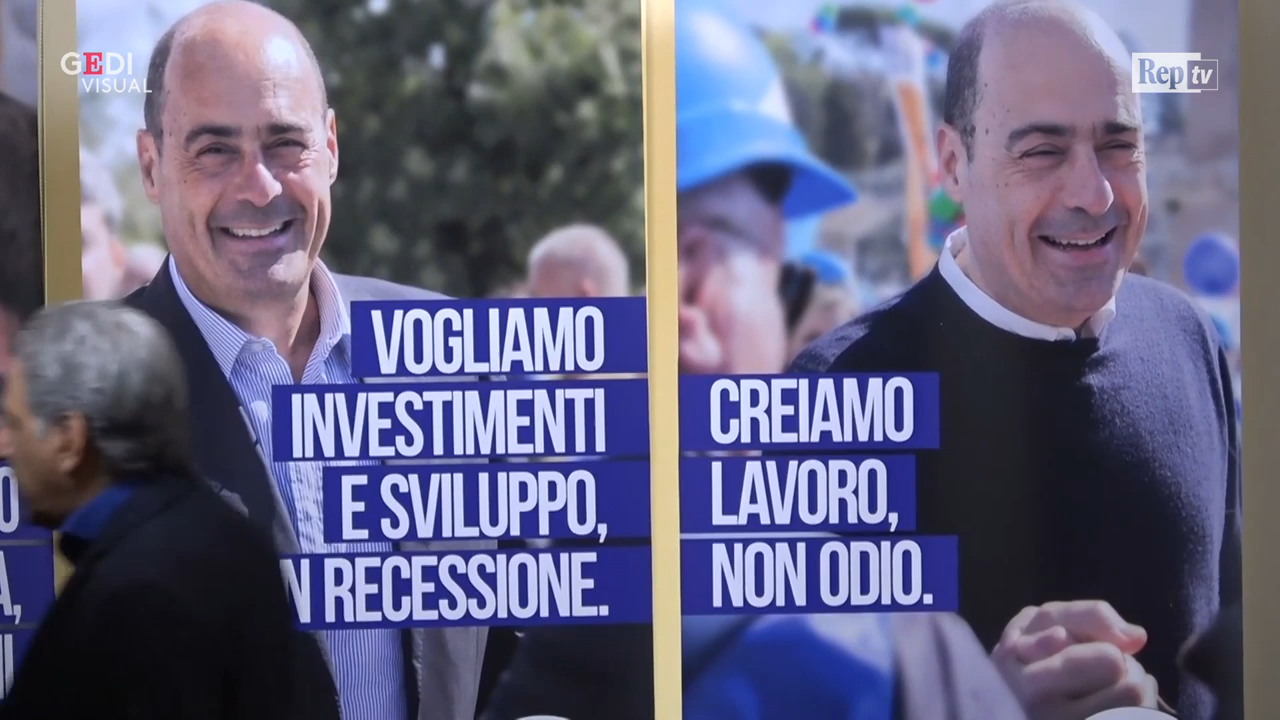 GEDI
VISUAL
Rep tv
VOGLIAMO
INVESTIMENTI
E SVILUPPO,
RECESSIONE.
CREIAMO
LAVORO,
NON ODIO.